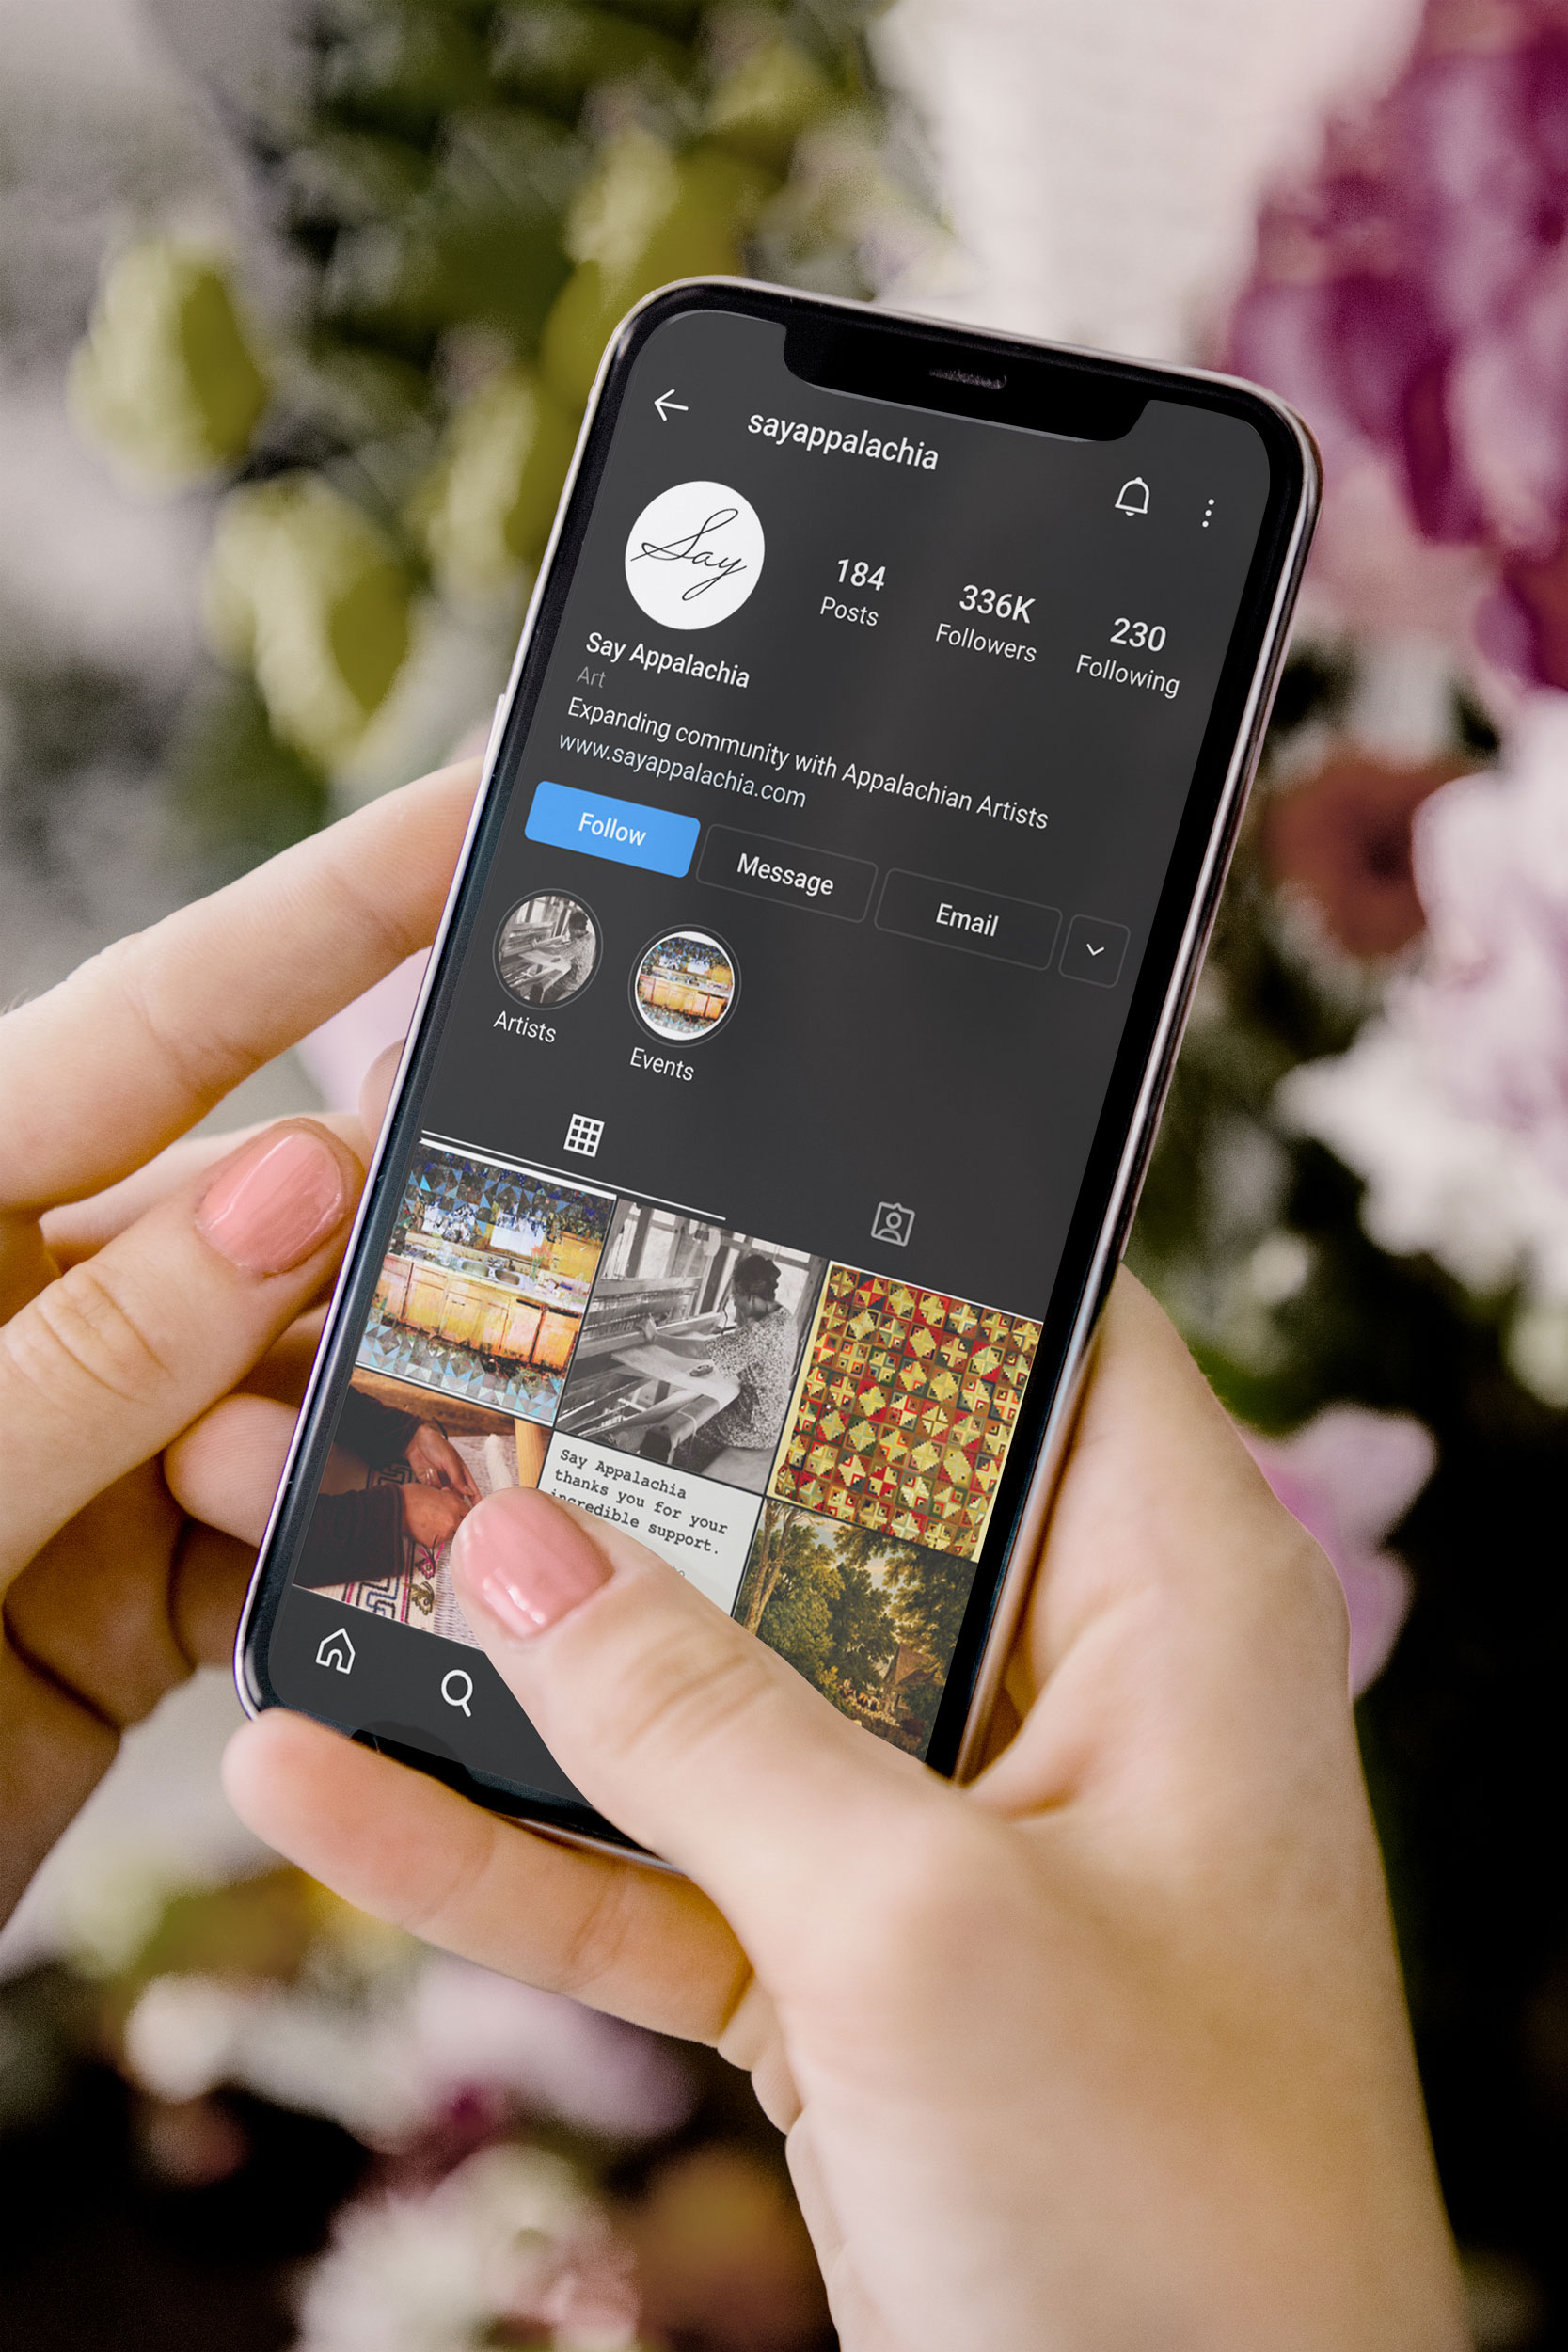 sayappalachia
Say
184
Posts
336K
Followers
230
Following
Say Appalachia
Art
Expanding community with Appalachian Artists
www.sayappalachia.com
Follow
Message
Email
Artists
Events
Say Appalachia
thanks you for your
incredible support.